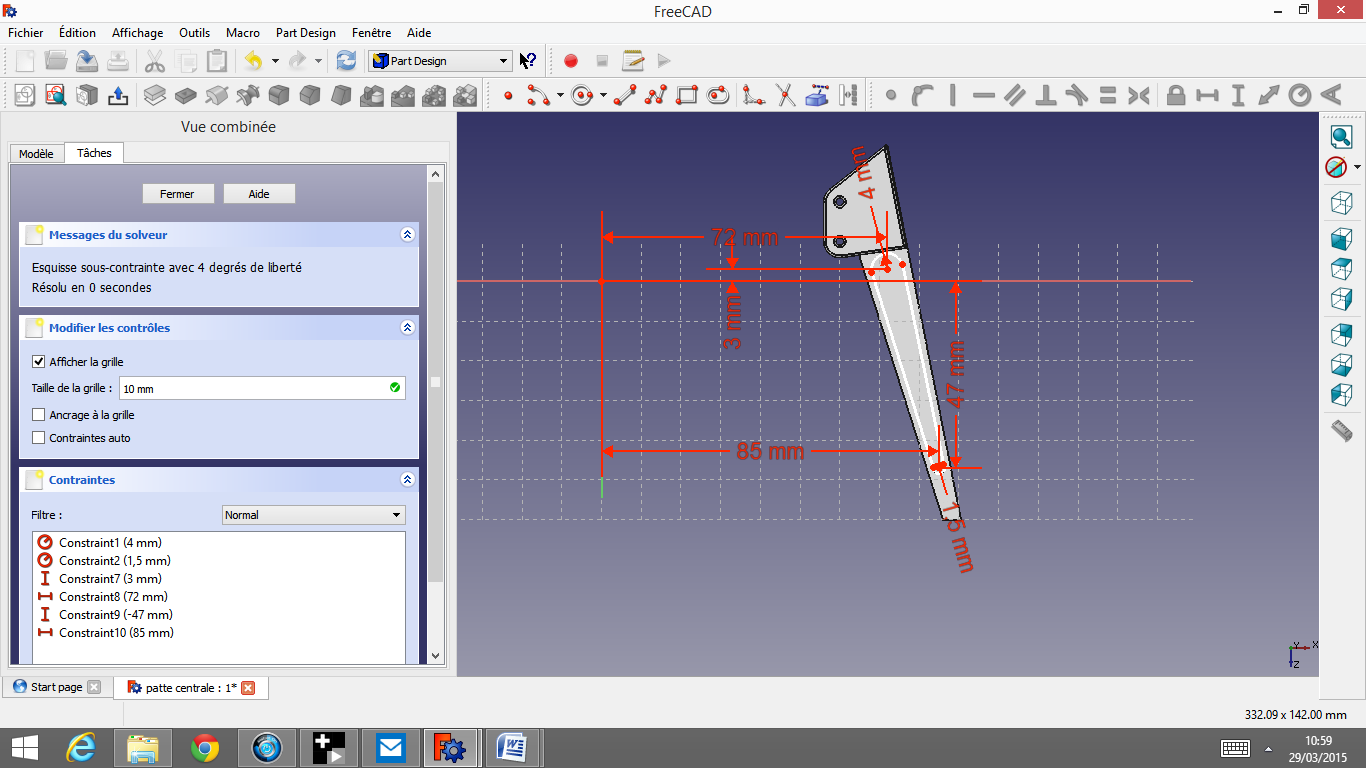 FreeCAD
Fichier Édition Affichage Outils Macro Part Design Fenêtre Aide
Part Design
Vue combinée
Modèle Tâches
Fermer Aide
Messages du solveur
Esquisse sous-contrainte avec 4 degrés de liberté
Résolu en 0 secondes
Modifier les contrôles
Afficher la grille
Taille de la grille : 10 mm
Ancrage à la grille
Contraintes auto
Contraintes
Filtre : Normal
Constraint1 (4 mm)
Constraint2 (1,5 mm)
Constraint7 (3 mm)
Constraint8 (72 mm)
Constraint9 (-47 mm)
Constraint10 (85 mm)
4 mm
72 mm
3 mm
47 mm
85 mm
1,5 mm
Y X
Z
Start page patte centrale : 1*
332.09 x 142.00 mm
10:59
29/03/2015